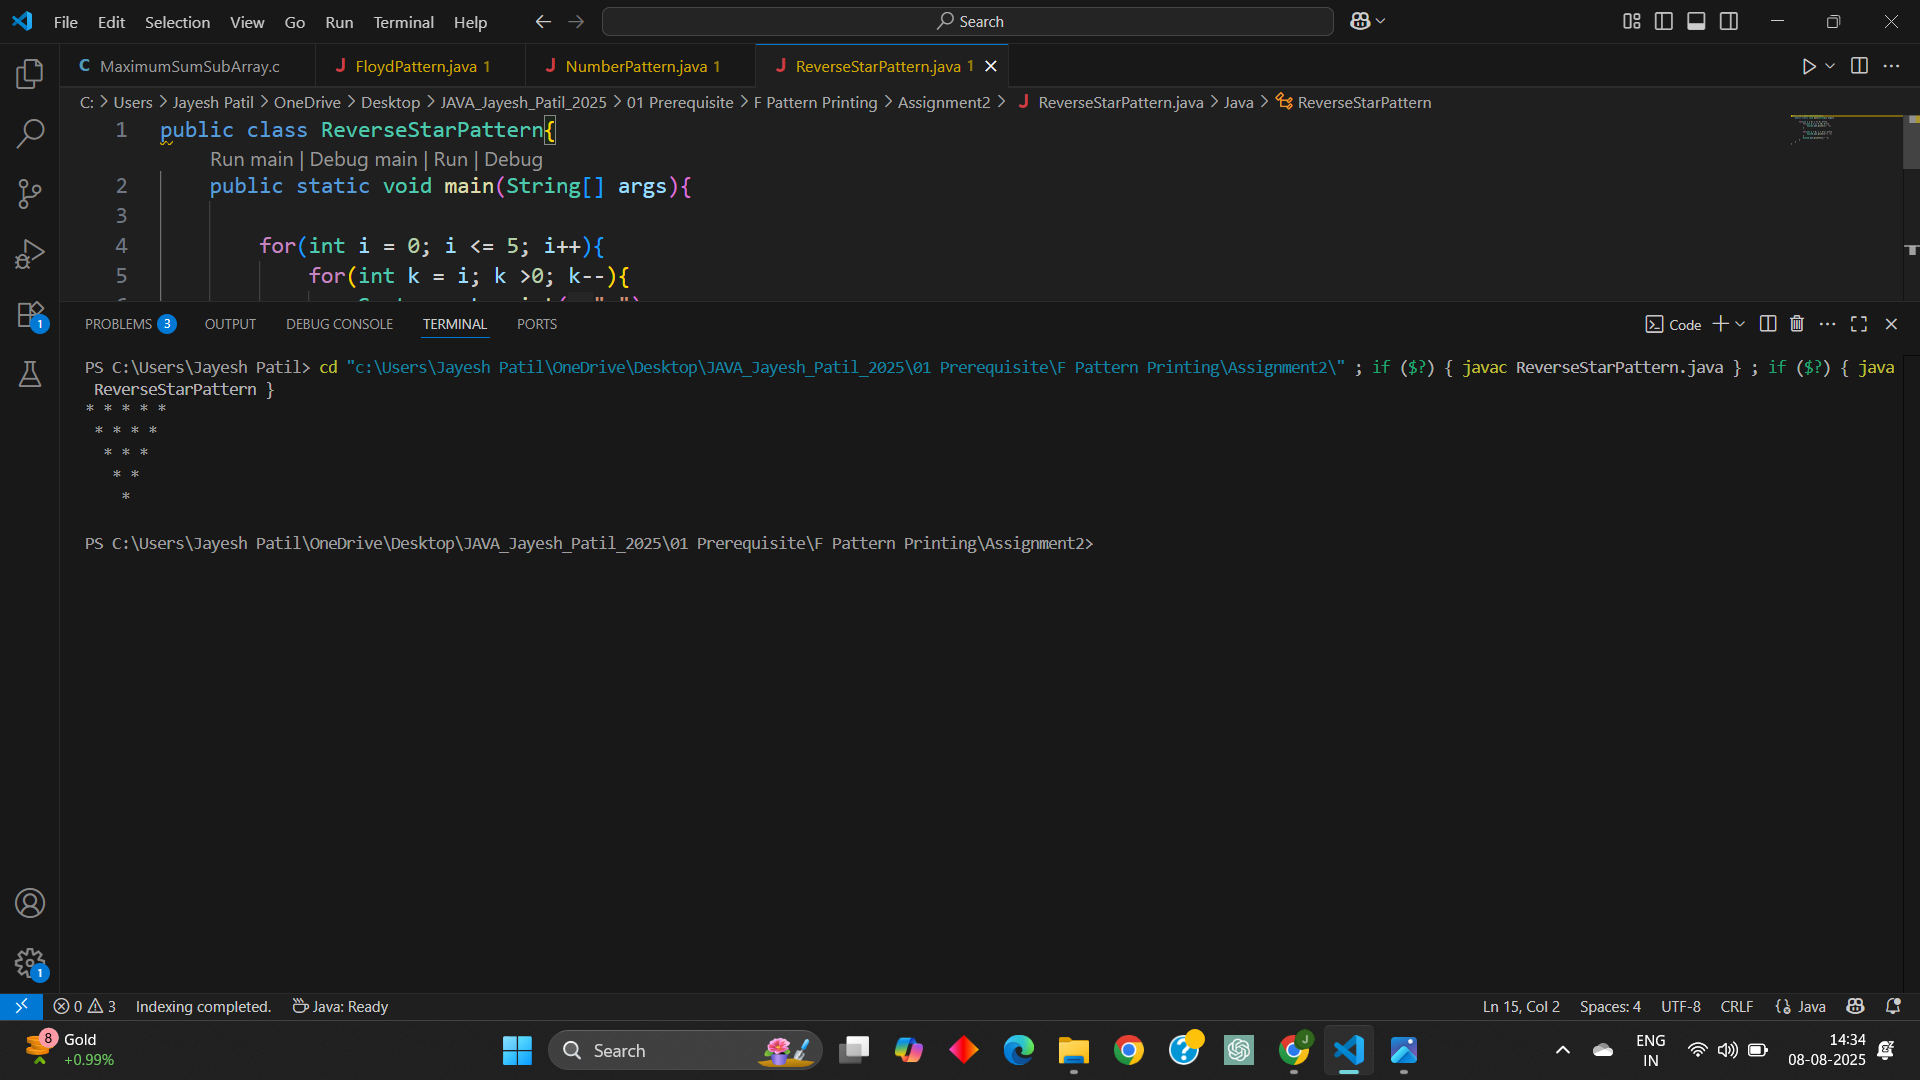 File Edit Selection View Go Run Terminal Help Search
C MaximumSumSubArray.c J FloydPattern.java 1 J NumberPattern.java 1 J ReverseStarPattern.java 1
C: > Users > Jayesh Patil > OneDrive > Desktop > JAVA_Jayesh_Patil_2025 > 01 Prerequisite > F Pattern Printing > Assignment2 > J ReverseStarPattern.java > Java > ReverseStarPattern
1 public class ReverseStarPattern{
Run main | Debug main | Run | Debug
2 public static void main(String[] args){
3
4 for(int i = 0; i <= 5; i++){
5 for(int k = i; k >0; k--){
PROBLEMS 3 OUTPUT DEBUG CONSOLE TERMINAL PORTS Code
PS C:\Users\Jayesh Patil> cd "c:\Users\Jayesh Patil\OneDrive\Desktop\JAVA_Jayesh_Patil_2025\01 Prerequisite\F Pattern Printing\Assignment2\" ; if ($?) { javac ReverseStarPattern.java } ; if ($?) { java
ReverseStarPattern }
* * * * *
* * * *
* * *
* *
*
PS C:\Users\Jayesh Patil\OneDrive\Desktop\JAVA_Jayesh_Patil_2025\01 Prerequisite\F Pattern Printing\Assignment2>
1
1
0 3 Indexing completed. Java: Ready Ln 15, Col 2 Spaces: 4 UTF-8 CRLF Java
8 Gold
+0.99%
Search
J
ENG
IN
14:34
08-08-2025